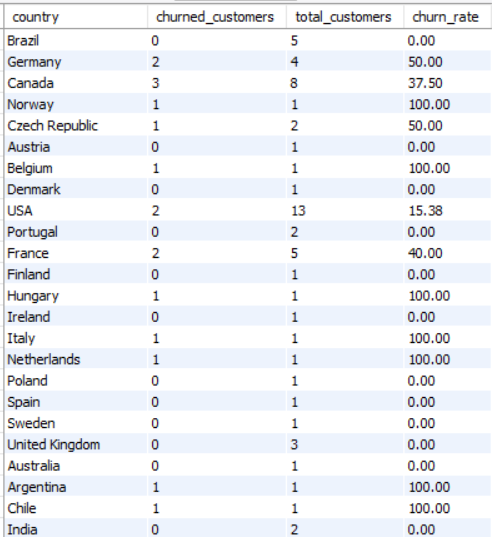 country churned_customers total_customers churn_rate
Brazil 0 5 0.00
Germany 2 4 50.00
Canada 3 8 37.50
Norway 1 1 100.00
Czech Republic 1 2 50.00
Austria 0 1 0.00
Belgium 1 1 100.00
Denmark 0 1 0.00
USA 2 13 15.38
Portugal 0 2 0.00
France 2 5 40.00
Finland 0 1 0.00
Hungary 1 1 100.00
Ireland 0 1 0.00
Italy 1 1 100.00
Netherlands 1 1 100.00
Poland 0 1 0.00
Spain 0 1 0.00
Sweden 0 1 0.00
United Kingdom 0 3 0.00
Australia 0 1 0.00
Argentina 1 1 100.00
Chile 1 1 100.00
India 0 2 0.00